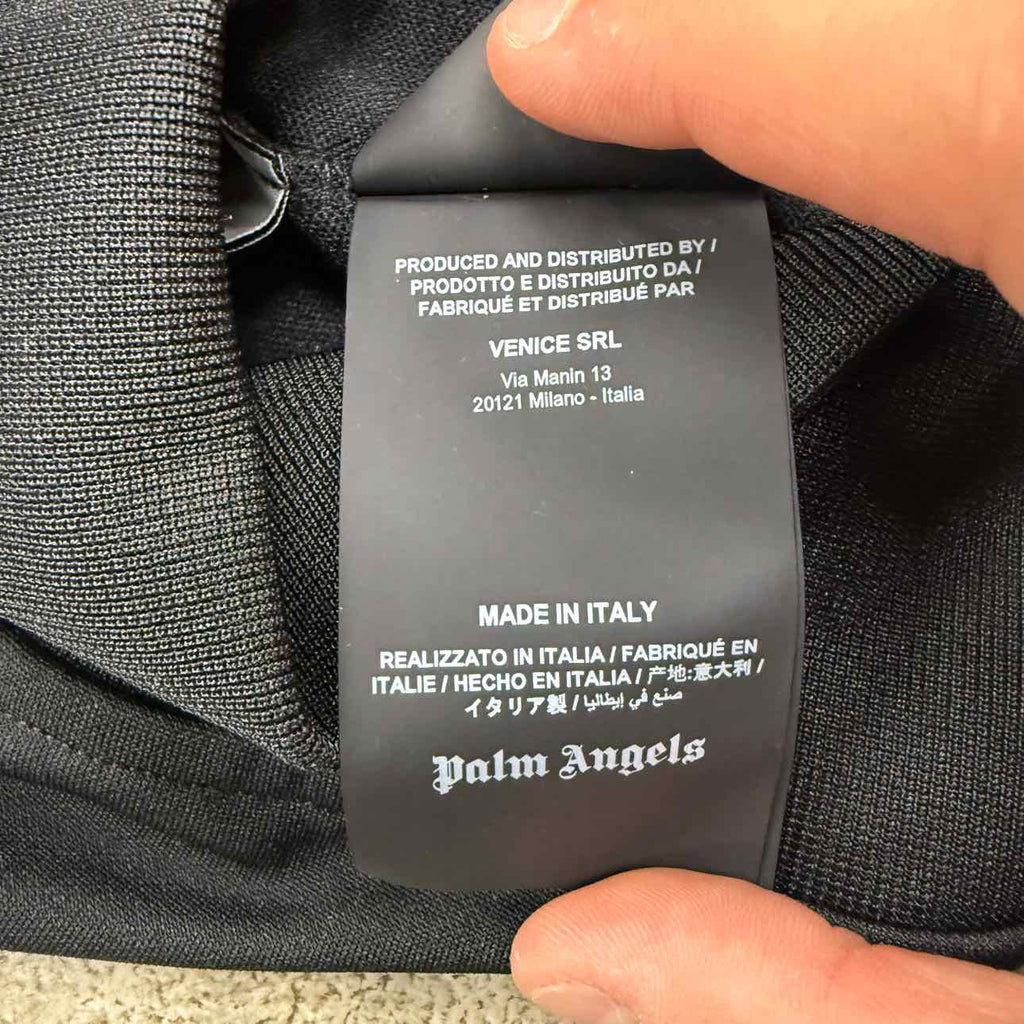 PRODUCED AND DISTRIBUTED BY /
PRODOTTO E DISTRIBUITO DA /
FABRIQUÉ ET DISTRIBUÉ PAR
VENICE SRL
Via Manin 13
20121 Milano - Italia
MADE IN ITALY
REALIZZATO IN ITALIA / FABRIQUÉ EN
ITALIE / HECHO EN ITALIA / 产地:意大利 /
イタリア製 / صنع في إيطاليا
Palm Angels